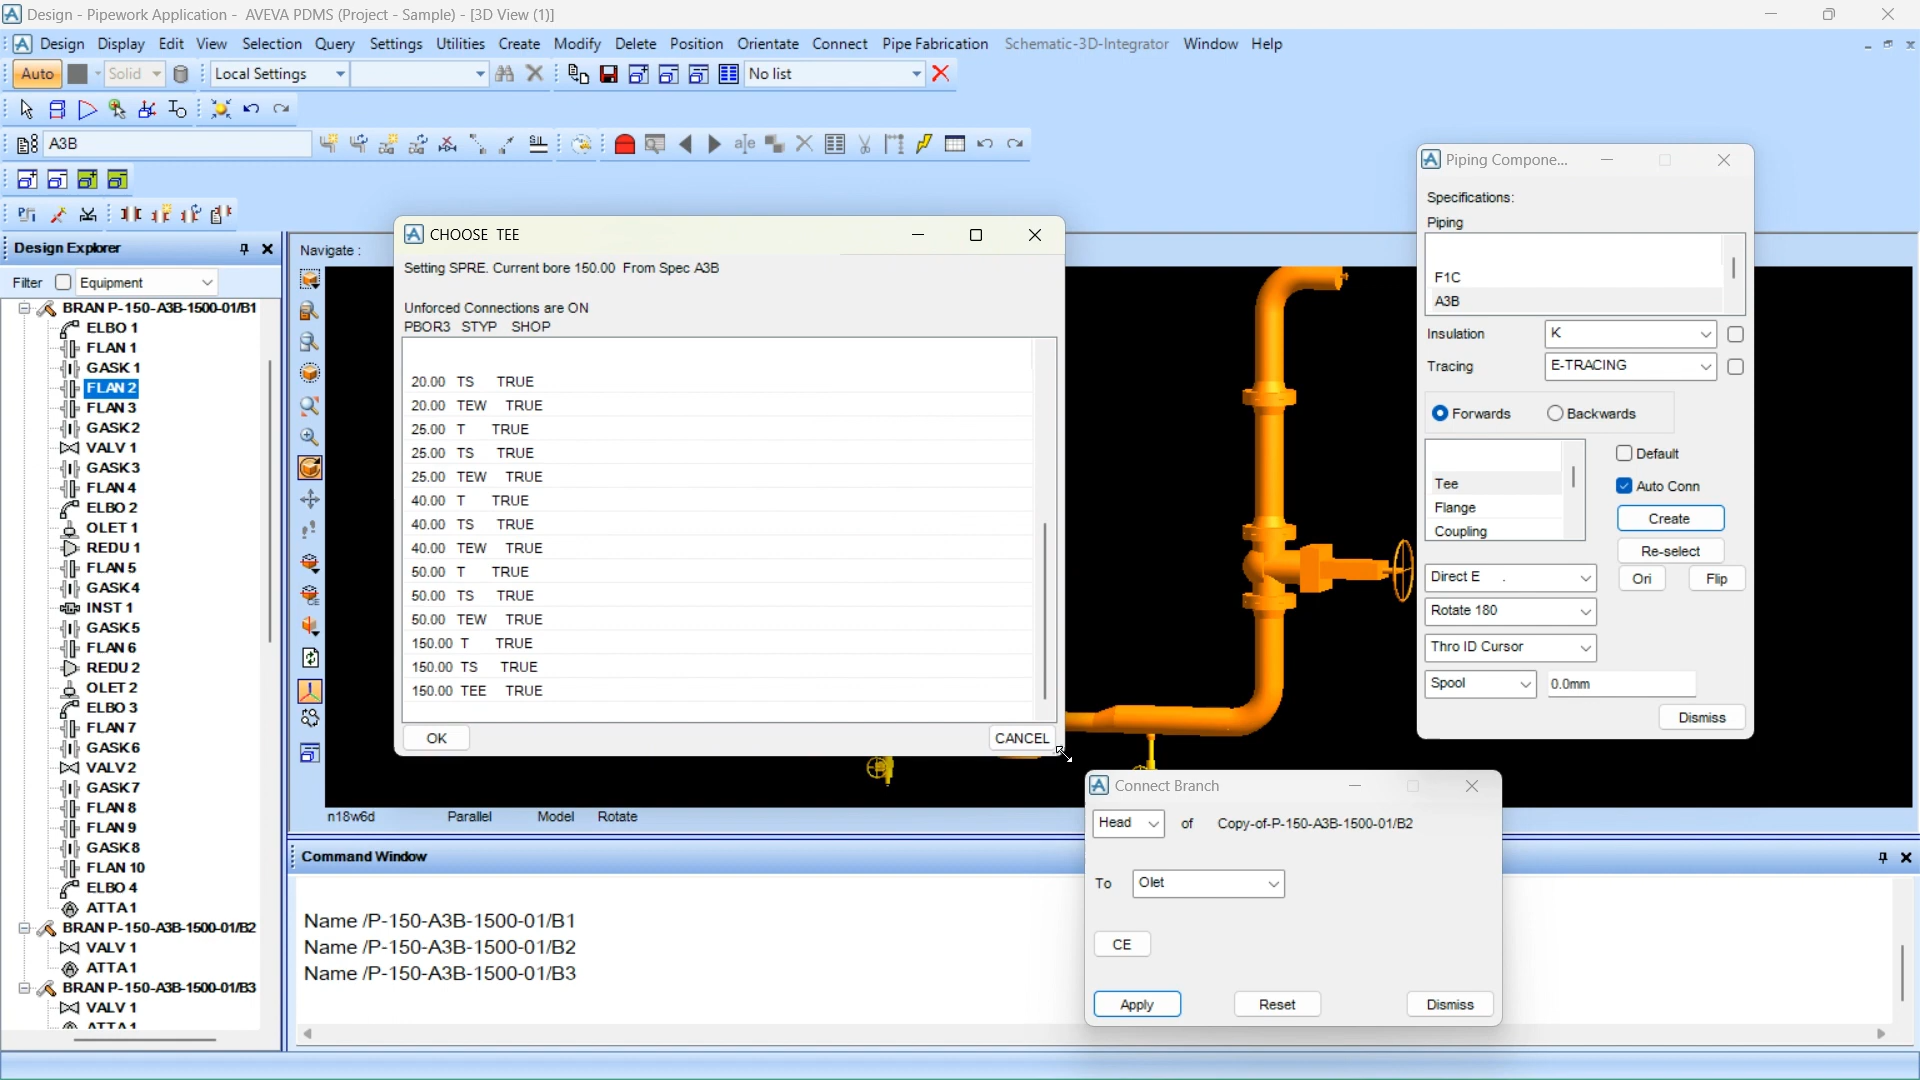 Design - Pipework Application - AVEVA PDMS (Project - Sample) - [3D View (1)]
Design Display Edit View Selection Query Settings Utilities Create Modify Delete Position Orientate Connect Pipe Fabrication Schematic-3D-Integrator Window Help
Auto Solid Local Settings No list
A3B
Design Explorer
Filter Equipment
BRAN P-150-A3B-1500-01/B1
ELBO 1
FLAN 1
GASK 1
FLAN 2
FLAN 3
GASK 2
VALV 1
GASK 3
FLAN 4
ELBO 2
OLET 1
REDU 1
FLAN 5
GASK 4
INST 1
GASK 5
FLAN 6
REDU 2
OLET 2
ELBO 3
FLAN 7
GASK 6
VALV 2
GASK 7
FLAN 8
FLAN 9
GASK 8
FLAN 10
ELBO 4
ATTA 1
BRAN P-150-A3B-1500-01/B2
VALV 1
ATTA 1
BRAN P-150-A3B-1500-01/B3
VALV 1
ATTA 1
Navigate :
CHOOSE TEE
Setting SPRE. Current bore 150.00 From Spec A3B
Unforced Connections are ON
PBOR3 STYP SHOP
20.00 TS TRUE
20.00 TEW TRUE
25.00 T TRUE
25.00 TS TRUE
25.00 TEW TRUE
40.00 T TRUE
40.00 TS TRUE
40.00 TEW TRUE
50.00 T TRUE
50.00 TS TRUE
50.00 TEW TRUE
150.00 T TRUE
150.00 TS TRUE
150.00 TEE TRUE
OK CANCEL
n18w6d Parallel Model Rotate
Command Window
Name /P-150-A3B-1500-01/B1
Name /P-150-A3B-1500-01/B2
Name /P-150-A3B-1500-01/B3
Piping Compone...
Specifications:
Piping
F1C
A3B
Insulation K
Tracing E-TRACING
Forwards Backwards
Tee
Flange
Coupling
Default
Auto Conn
Create
Re-select
Direct E . Ori Flip
Rotate 180
Thro ID Cursor
Spool 0.0mm
Dismiss
Connect Branch
Head of Copy-of-P-150-A3B-1500-01/B2
To Olet
CE
Apply Reset Dismiss